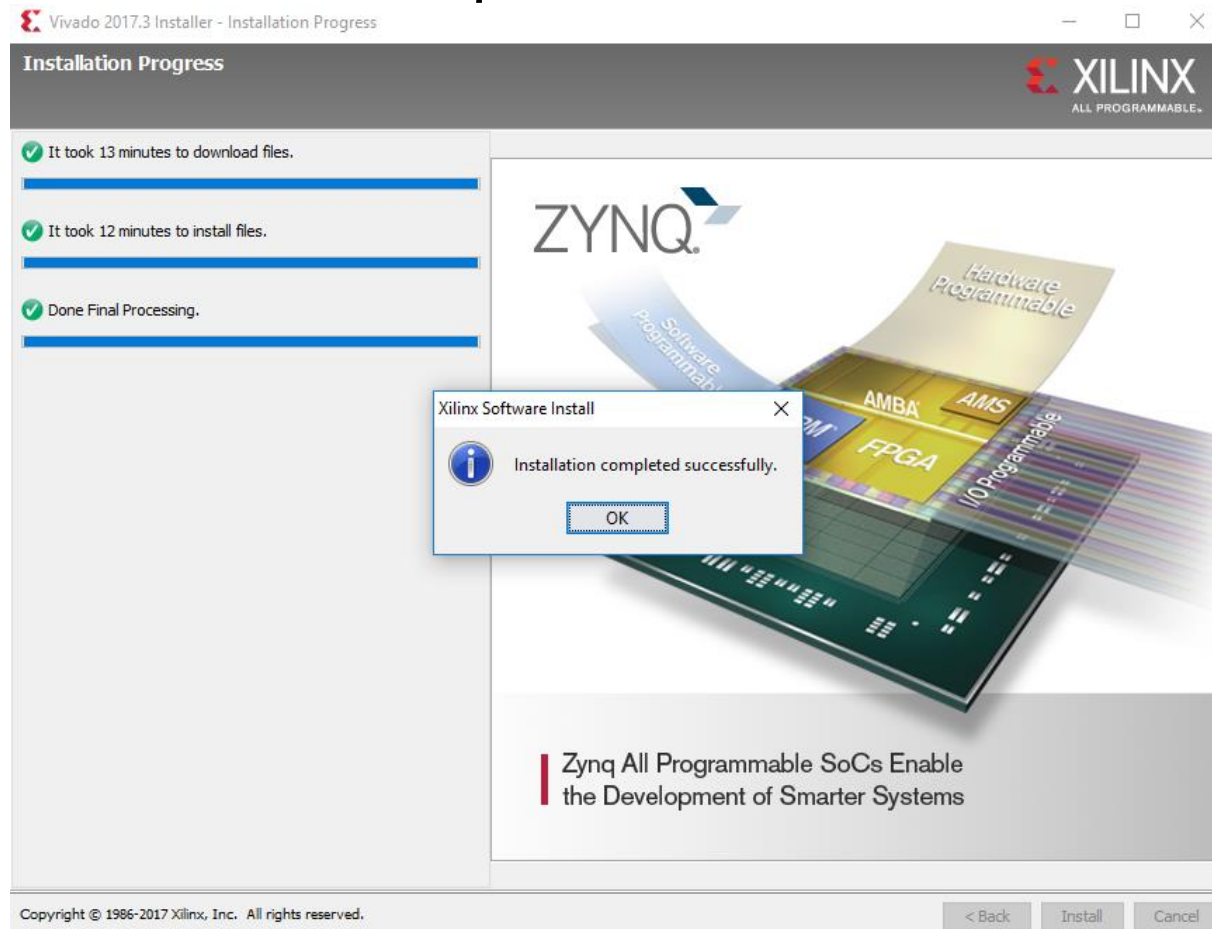 Vivado 2017.3 Installer - Installation Progress
Installation Progress
XILINX
ALL PROGRAMMABLE.
It took 13 minutes to download files.
It took 12 minutes to install files.
Done Final Processing.
ZYNQ.
Hardware
Programmable
Software
AMBA
AMS
FPGA
I/O Programmable
Xilinx Software Install
Installation completed successfully.
OK
Zynq All Programmable SoCs Enable
the Development of Smarter Systems
Copyright © 1986-2017 Xilinx, Inc. All rights reserved.
< Back
Install
Cancel